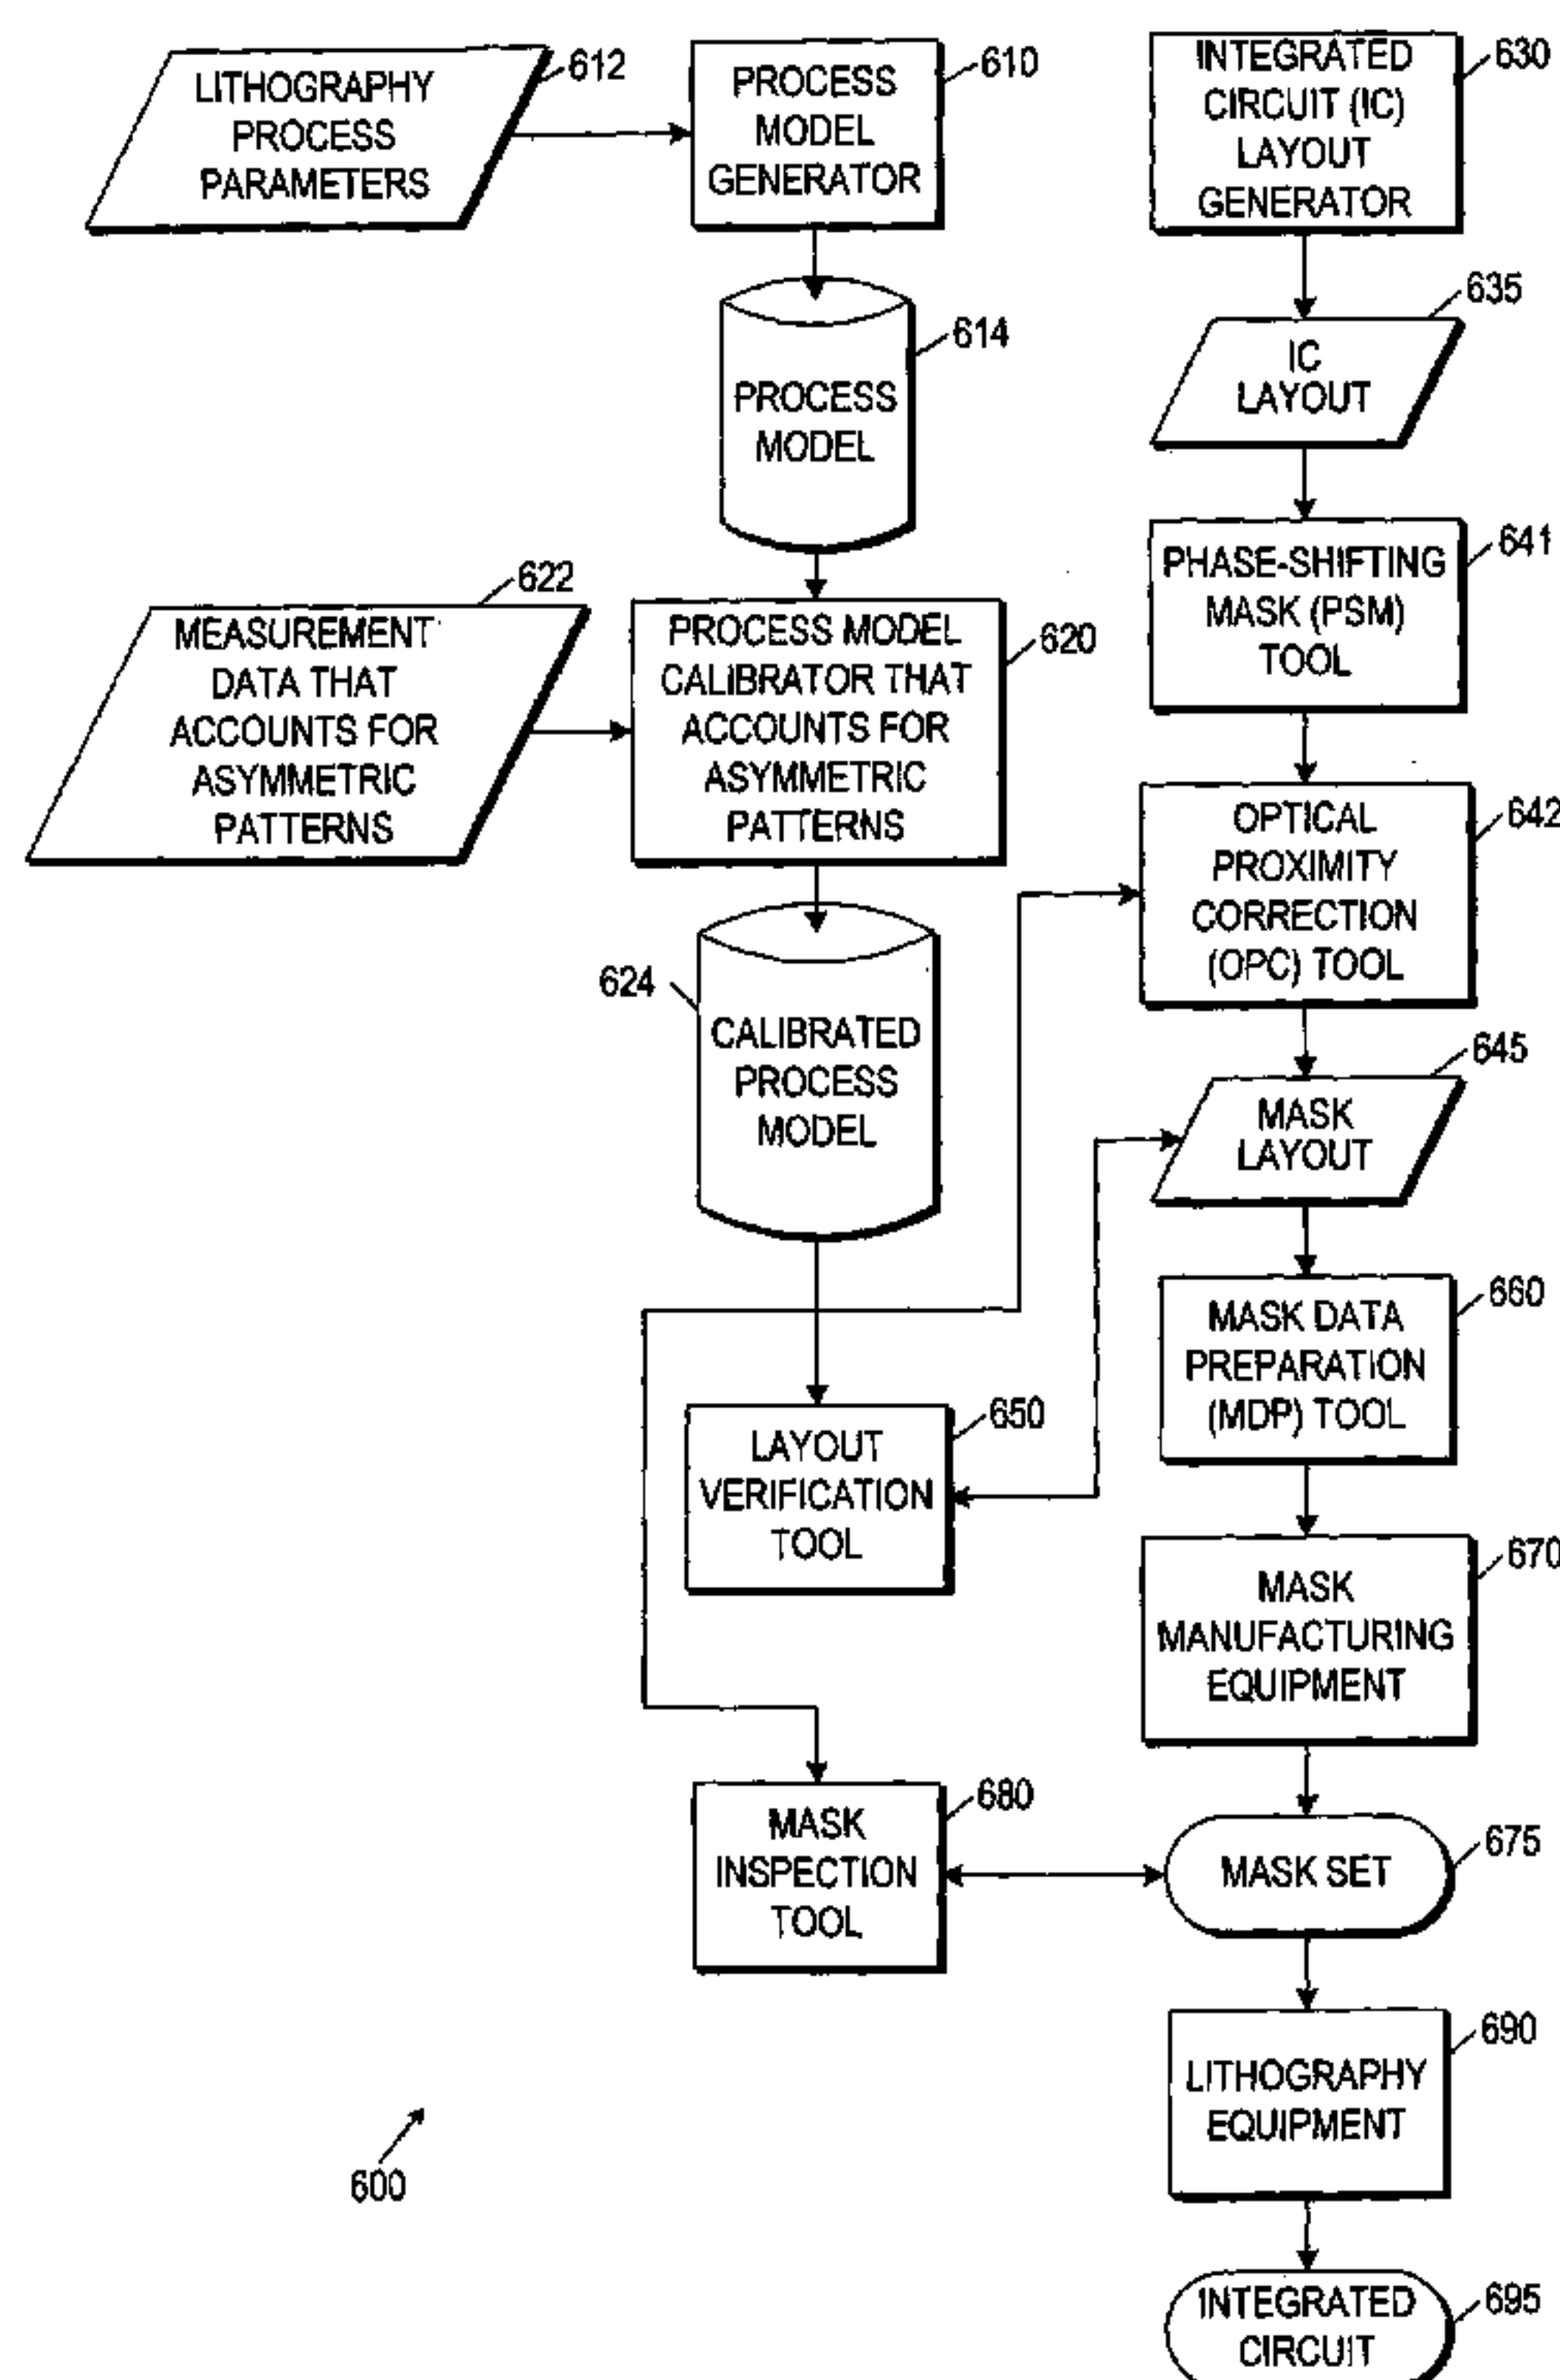 LITHOGRAPHY
PROCESS
PARAMETERS
612
PROCESS
MODEL
GENERATOR
610
PROCESS
MODEL
614
MEASUREMENT
DATA THAT
ACCOUNTS FOR
ASYMMETRIC
PATTERNS
622
PROCESS MODEL
CALIBRATOR THAT
ACCOUNTS FOR
ASYMMETRIC
PATTERNS
620
624
CALIBRATED
PROCESS
MODEL
LAYOUT
VERIFICATION
TOOL
650
MASK
INSPECTION
TOOL
680
INTEGRATED
CIRCUIT (IC)
LAYOUT
GENERATOR
630
635
IC
LAYOUT
PHASE-SHIFTING
MASK (PSM)
TOOL
641
OPTICAL
PROXIMITY
CORRECTION
(OPC) TOOL
642
645
MASK
LAYOUT
MASK DATA
PREPARATION
(MDP) TOOL
660
MASK
MANUFACTURING
EQUIPMENT
670
MASK SET
675
LITHOGRAPHY
EQUIPMENT
690
INTEGRATED
CIRCUIT
695
600